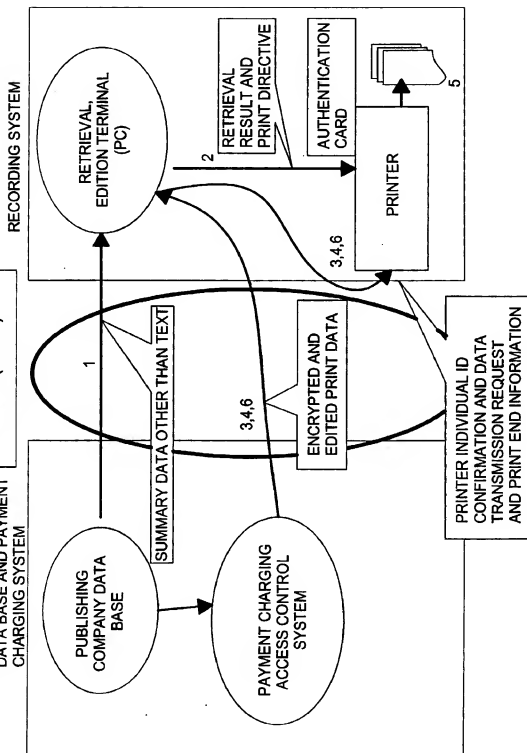 DATA BASE AND PAYMENT
CHARGING SYSTEM
PUBLISHING
COMPANY DATA
BASE
PAYMENT CHARGING
ACCESS CONTROL
SYSTEM
1
SUMMARY DATA OTHER THAN TEXT
3,4,6
ENCRYPTED AND
EDITED PRINT DATA
PRINTER INDIVIDUAL ID
CONFIRMATION AND DATA
TRANSMISSION REQUEST
AND PRINT END INFORMATION
RECORDING SYSTEM
RETRIEVAL,
EDITION TERMINAL
(PC)
2
RETRIEVAL
RESULT AND
PRINT DIRECTIVE
3,4,6
AUTHENTICATION
CARD
PRINTER
5